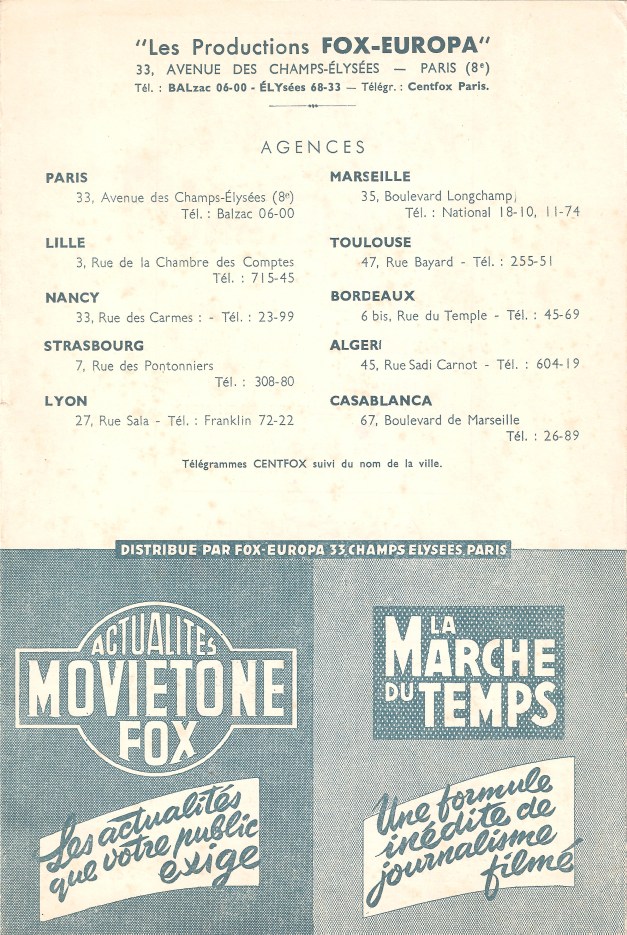 "Les Productions FOX-EUROPA"
33, AVENUE DES CHAMPS-ÉLYSÉES — PARIS (8e)
Tél. : BALzac 06-00 - ÉLYsées 68-33 — Télégr. : Centfox Paris.
AGENCES
PARIS
33, Avenue des Champs-Élysées (8e)
Tél. : Balzac 06-00
LILLE
3, Rue de la Chambre des Comptes
Tél. : 715-45
NANCY
33, Rue des Carmes : - Tél. : 23-99
STRASBOURG
7, Rue des Pontonniers
Tél. : 308-80
LYON
27, Rue Sala - Tél. : Franklin 72-22
MARSEILLE
35, Boulevard Longchamp
Tél. : National 18-10, 11-74
TOULOUSE
47, Rue Bayard - Tél. : 255-51
BORDEAUX
6 bis, Rue du Temple - Tél. : 45-69
ALGER
45, Rue Sadi Carnot - Tél. : 604-19
CASABLANCA
67, Boulevard de Marseille
Tél. : 26-89
Télégrammes CENTFOX suivi du nom de la ville.
DISTRIBUE PAR FOX-EUROPA 33 CHAMPS ELYSEES, PARIS
ACTUALITÉS
MOVIETONE
FOX
Les actualités
que votre public
exige
LA
MARCHE
DU TEMPS
Une formule
inédite de
journalisme
filmé